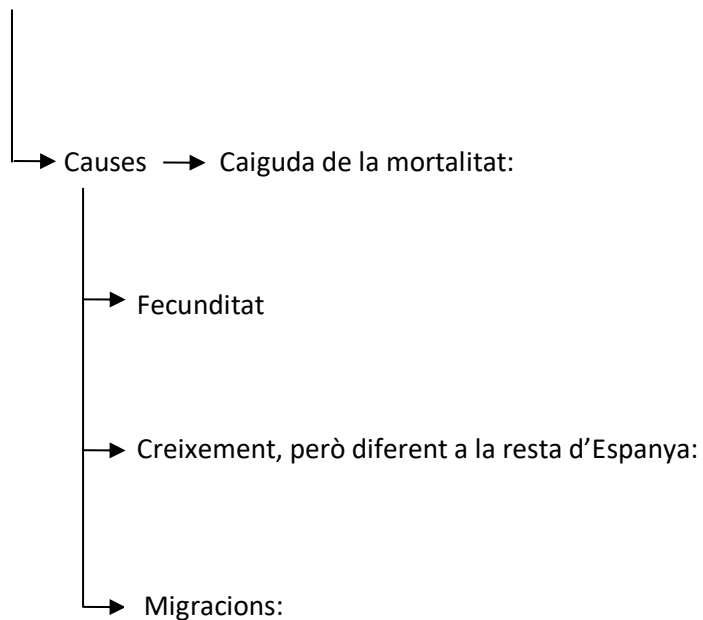 Causes Caiguda de la mortalitat:
Fecunditat
Creixement, però diferent a la resta d’Espanya:
Migracions: